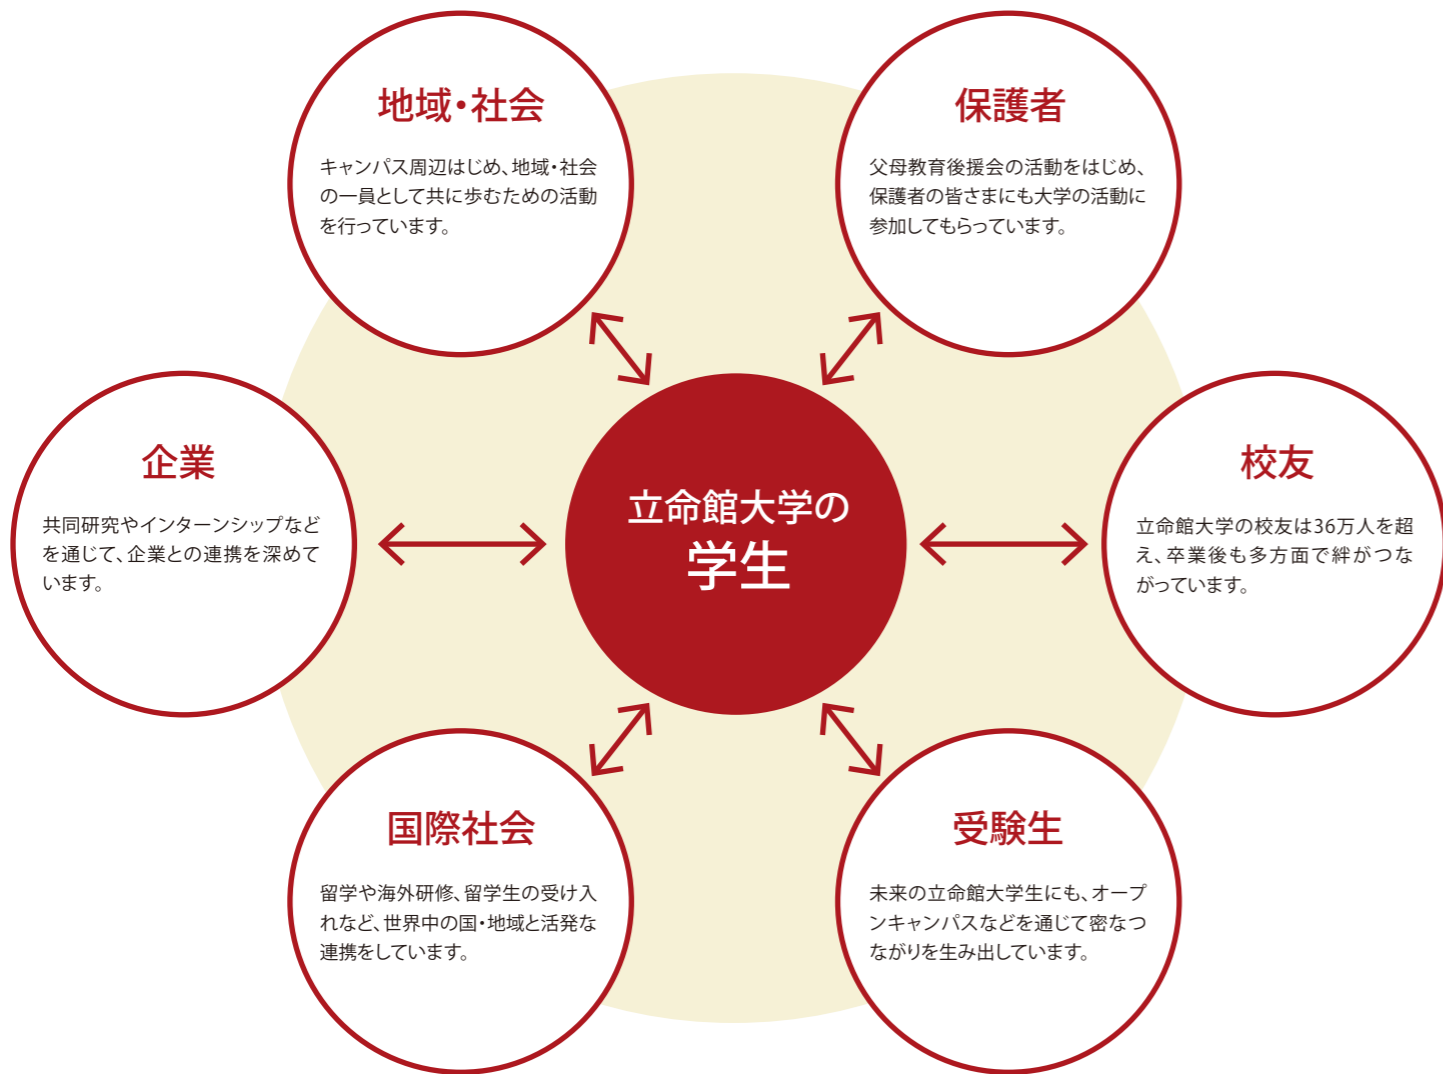 地域・社会
キャンパス周辺はじめ、地域・社会
の一員として共に歩むための活動
を行っています。
保護者
父母教育後援会の活動をはじめ、
保護者の皆さまにも大学の活動に
参加してもらっています。
企業
共同研究やインターンシップなど
を通じて、企業との連携を深めて
います。
立命館大学の
学生
校友
立命館大学の校友は36万人を超
え、卒業後も多方面で絆がつな
がっています。
国際社会
留学や海外研修、留学生の受け入
れなど、世界中の国・地域と活発な
連携をしています。
受験生
未来の立命館大学生にも、オープ
ンキャンパスなどを通じて密なつ
ながりを生み出しています。